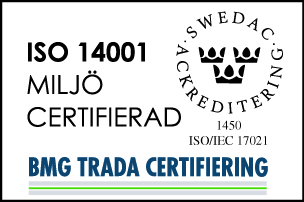 ISO 14001
MILJÖ
CERTIFIERAD
· SWEDAC ·
ACKREDITERING
1450
ISO/IEC 17021
BMG TRADA CERTIFIERING